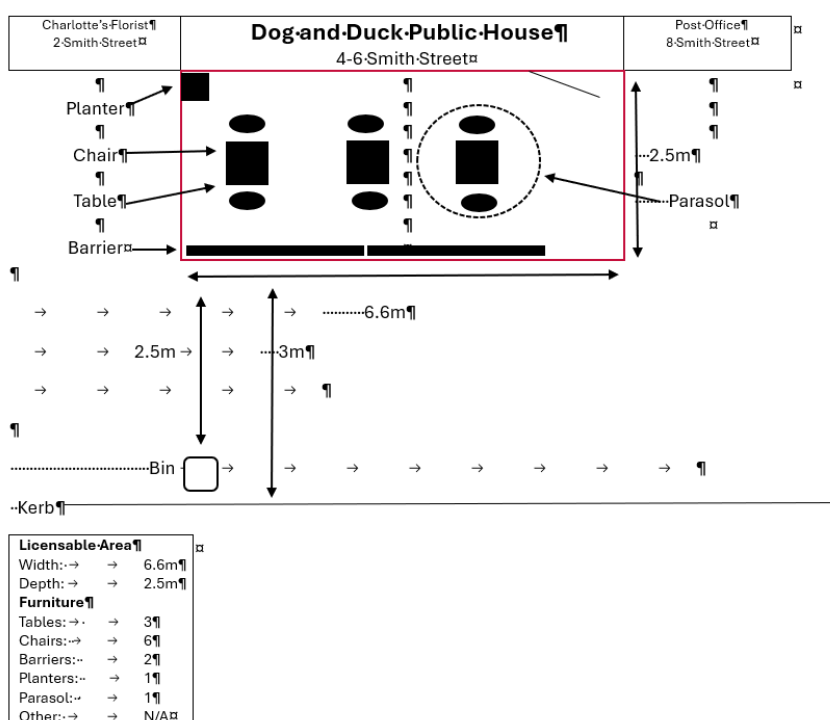 Charlotte's Florist
2 Smith Street
Dog and Duck Public House
4-6 Smith Street
Post Office
8 Smith Street
Planter
Chair
2.5m
Table
Parasol
Barrier
6.6m
2.5m
3m
Bin
Kerb
Licensable Area
Width: 6.6m
Depth: 2.5m
Furniture
Tables: 3
Chairs: 6
Barriers: 2
Planters: 1
Parasol: 1
Other: N/A